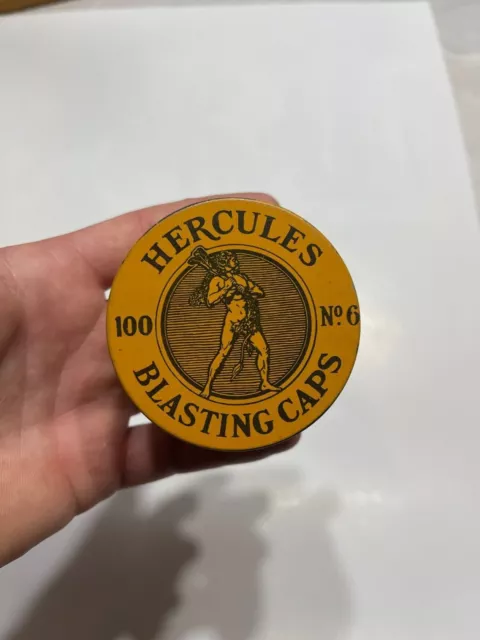 HERCULES
100 Nº 6
BLASTING CAPS